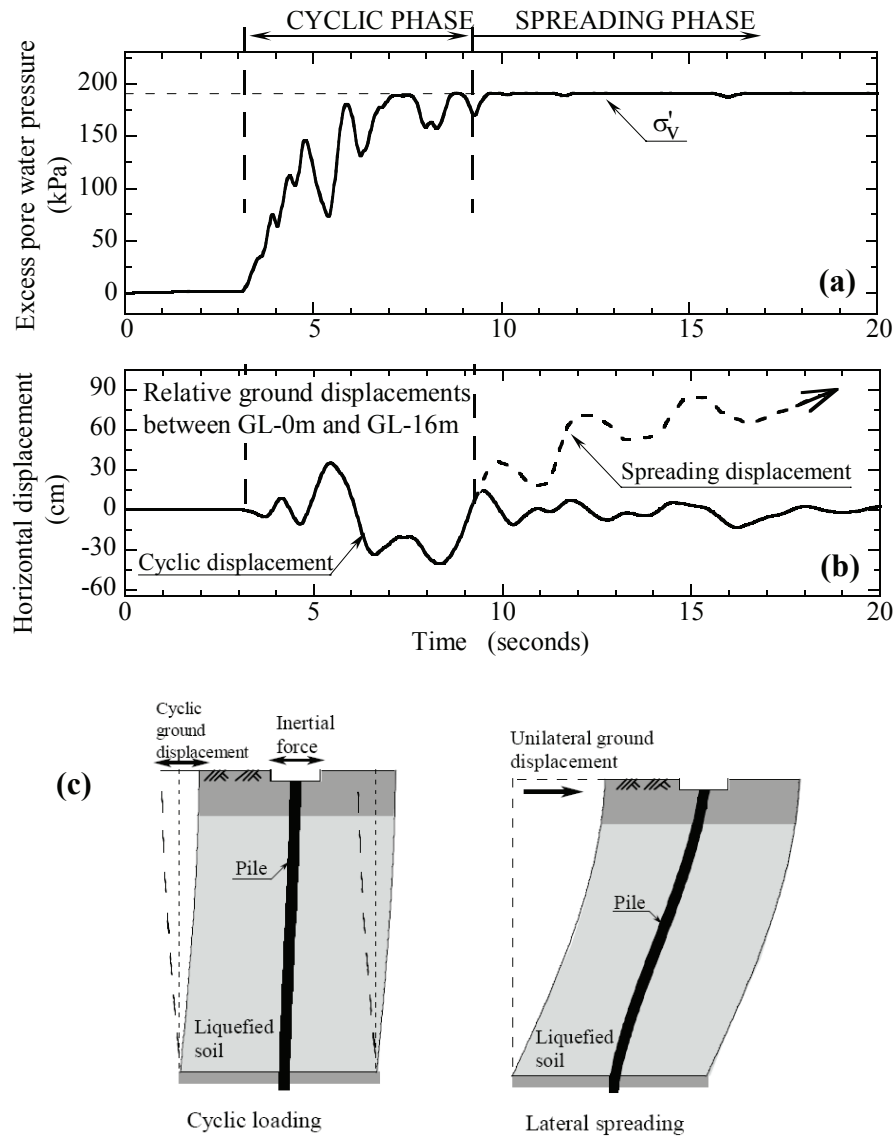 CYCLIC PHASE
SPREADING PHASE
Excess pore water pressure
(kPa)
200
150
100
50
0
σ'v
(a)
0
5
10
15
20
Horizontal displacement
(cm)
90
60
30
0
-30
-60
Relative ground displacements
between GL-0m and GL-16m
Spreading displacement
Cyclic displacement
(b)
0
5
10
15
20
Time (seconds)
(c)
Cyclic
ground
displacement
Inertial
force
Pile
Liquefied
soil
Cyclic loading
Unilateral ground
displacement
Pile
Liquefied
soil
Lateral spreading